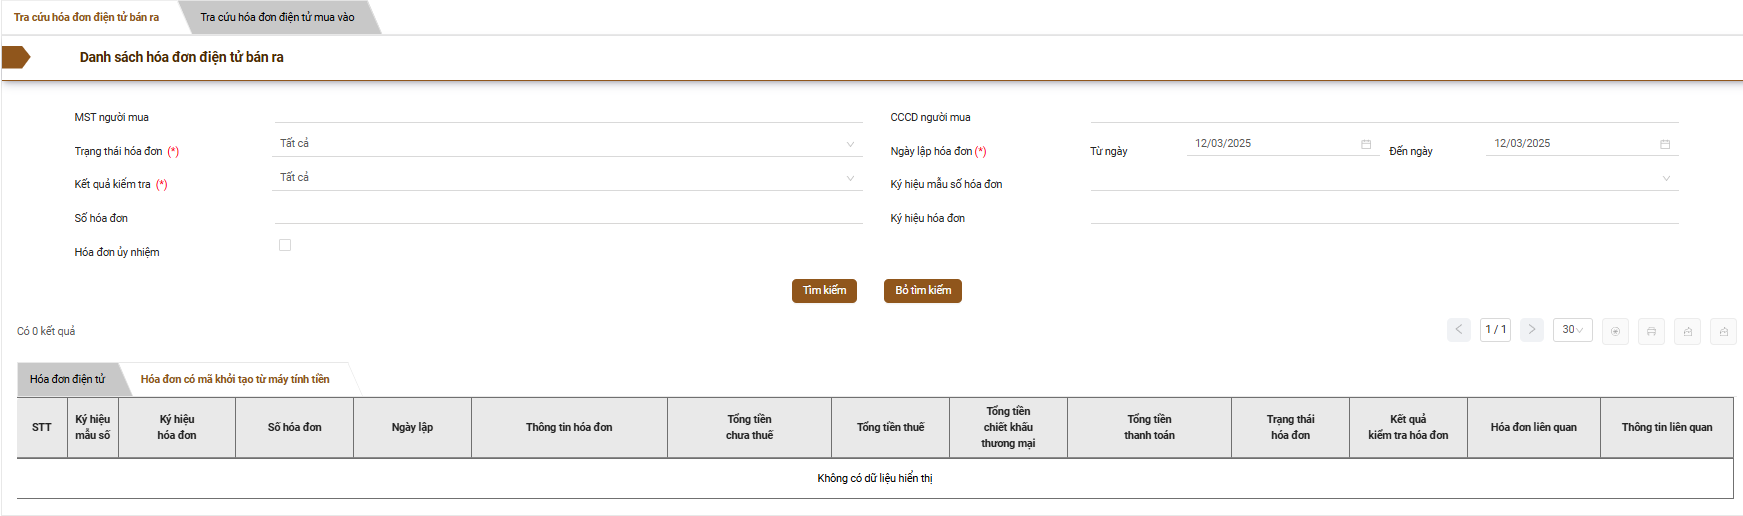 Tra cứu hóa đơn điện tử bán ra
Tra cứu hóa đơn điện tử mua vào
Danh sách hóa đơn điện tử bán ra
MST người mua
CCCD người mua
Trạng thái hóa đơn (*)
Tất cả
Ngày lập hóa đơn (*)
Từ ngày
12/03/2025
Đến ngày
12/03/2025
Kết quả kiểm tra (*)
Tất cả
Ký hiệu mẫu số hóa đơn
Số hóa đơn
Ký hiệu hóa đơn
Hóa đơn ủy nhiệm
Tìm kiếm
Bỏ tìm kiếm
Có 0 kết quả
1 / 1
30
Hóa đơn điện tử
Hóa đơn có mã khởi tạo từ máy tính tiền
STT
Ký hiệu
mẫu số
Ký hiệu
hóa đơn
Số hóa đơn
Ngày lập
Thông tin hóa đơn
Tổng tiền
chưa thuế
Tổng tiền thuế
Tổng tiền
chiết khấu
thương mại
Tổng tiền
thanh toán
Trạng thái
hóa đơn
Kết quả
kiểm tra hóa đơn
Hóa đơn liên quan
Thông tin liên quan
Không có dữ liệu hiển thị